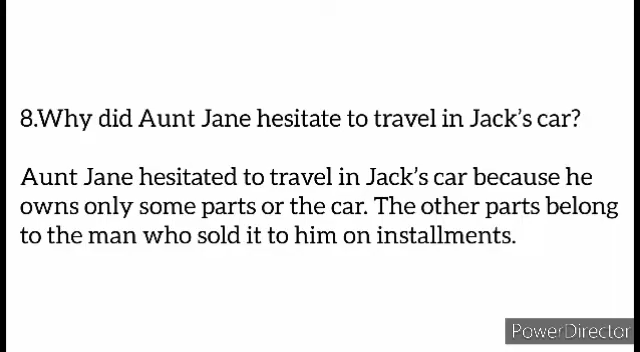 8.Why did Aunt Jane hesitate to travel in Jack's car?
Aunt Jane hesitated to travel in Jack's car because he
owns only some parts or the car. The other parts belong
to the man who sold it to him on installments.
PowerDirector